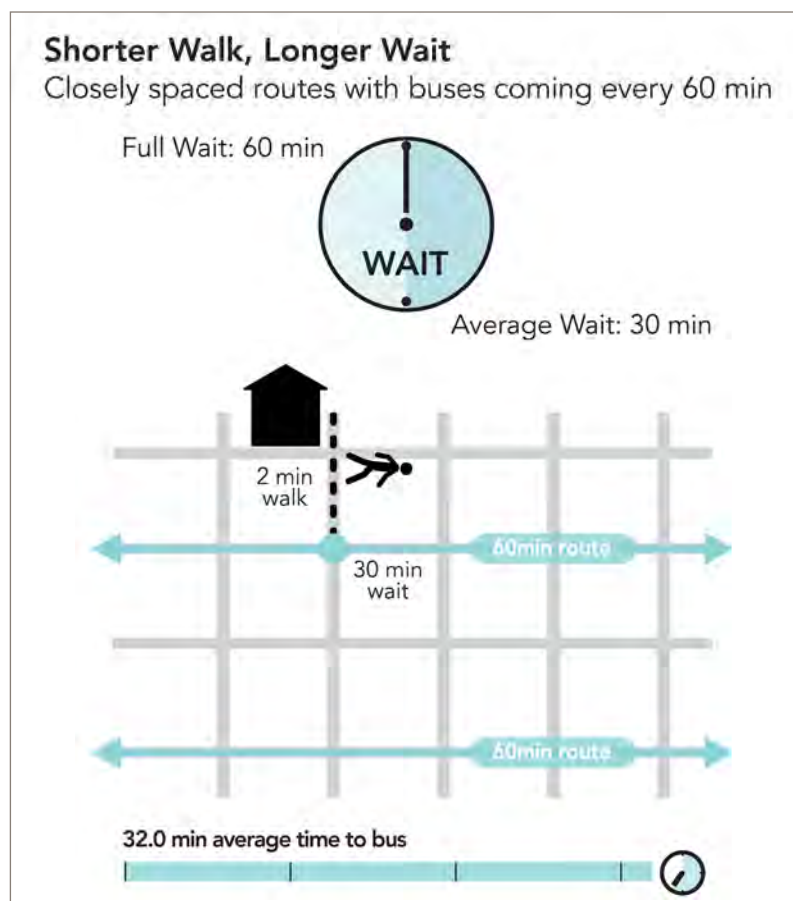 Shorter Walk, Longer Wait
Closely spaced routes with buses coming every 60 min
Full Wait: 60 min
WAIT
Average Wait: 30 min
2 min
walk
60min route
30 min
wait
60min route
32.0 min average time to bus